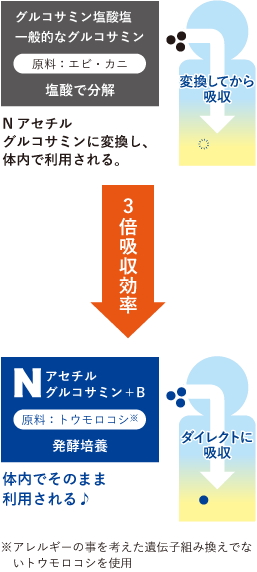 グルコサミン塩酸塩
一般的なグルコサミン
原料：エビ・カニ
塩酸で分解
変換してから
吸収
N アセチル
グルコサミンに変換し、
体内で利用される。
3倍吸収効率
Nアセチル
グルコサミン＋B
原料：トウモロコシ※
発酵培養
ダイレクトに
吸収
体内でそのまま
利用される♪
※アレルギーの事を考えた遺伝子組み換えでな
いトウモロコシを使用